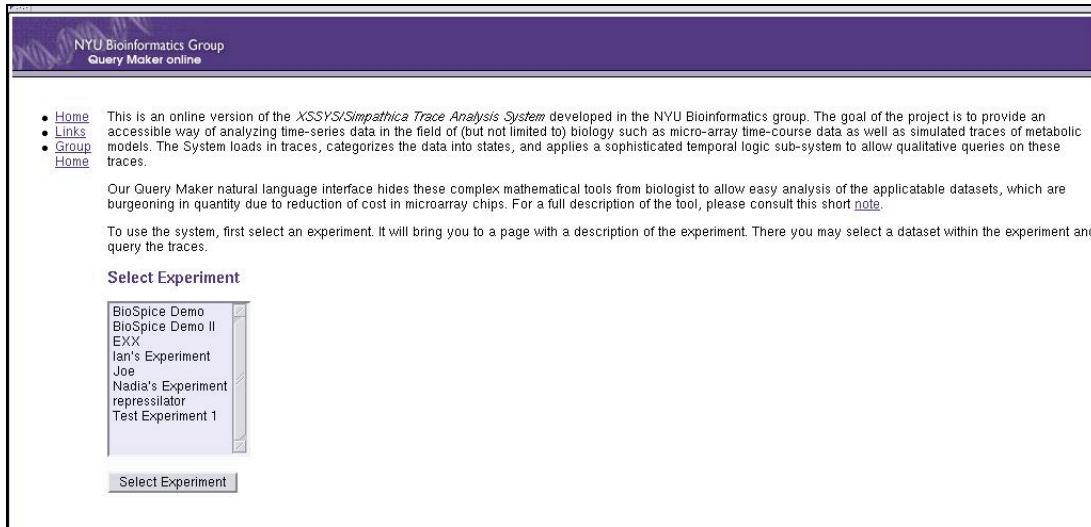 NYU Bioinformatics Group
Query Maker online
Home
Links
Group
Home
This is an online version of the XSSYS/Simpathica Trace Analysis System developed in the NYU Bioinformatics group. The goal of the project is to provide an
accessible way of analyzing time-series data in the field of (but not limited to) biology such as micro-array time-course data as well as simulated traces of metabolic
models. The System loads in traces, categorizes the data into states, and applies a sophisticated temporal logic sub-system to allow qualitative queries on these
traces.
Our Query Maker natural language interface hides these complex mathematical tools from biologist to allow easy analysis of the applicatable datasets, which are
burgeoning in quantity due to reduction of cost in microarray chips. For a full description of the tool, please consult this short note.
To use the system, first select an experiment. It will bring you to a page with a description of the experiment. There you may select a dataset within the experiment and
query the traces.
Select Experiment
BioSpice Demo
BioSpice Demo II
EXX
Ian's Experiment
Joe
Nadia's Experiment
repressilator
Test Experiment 1
Select Experiment